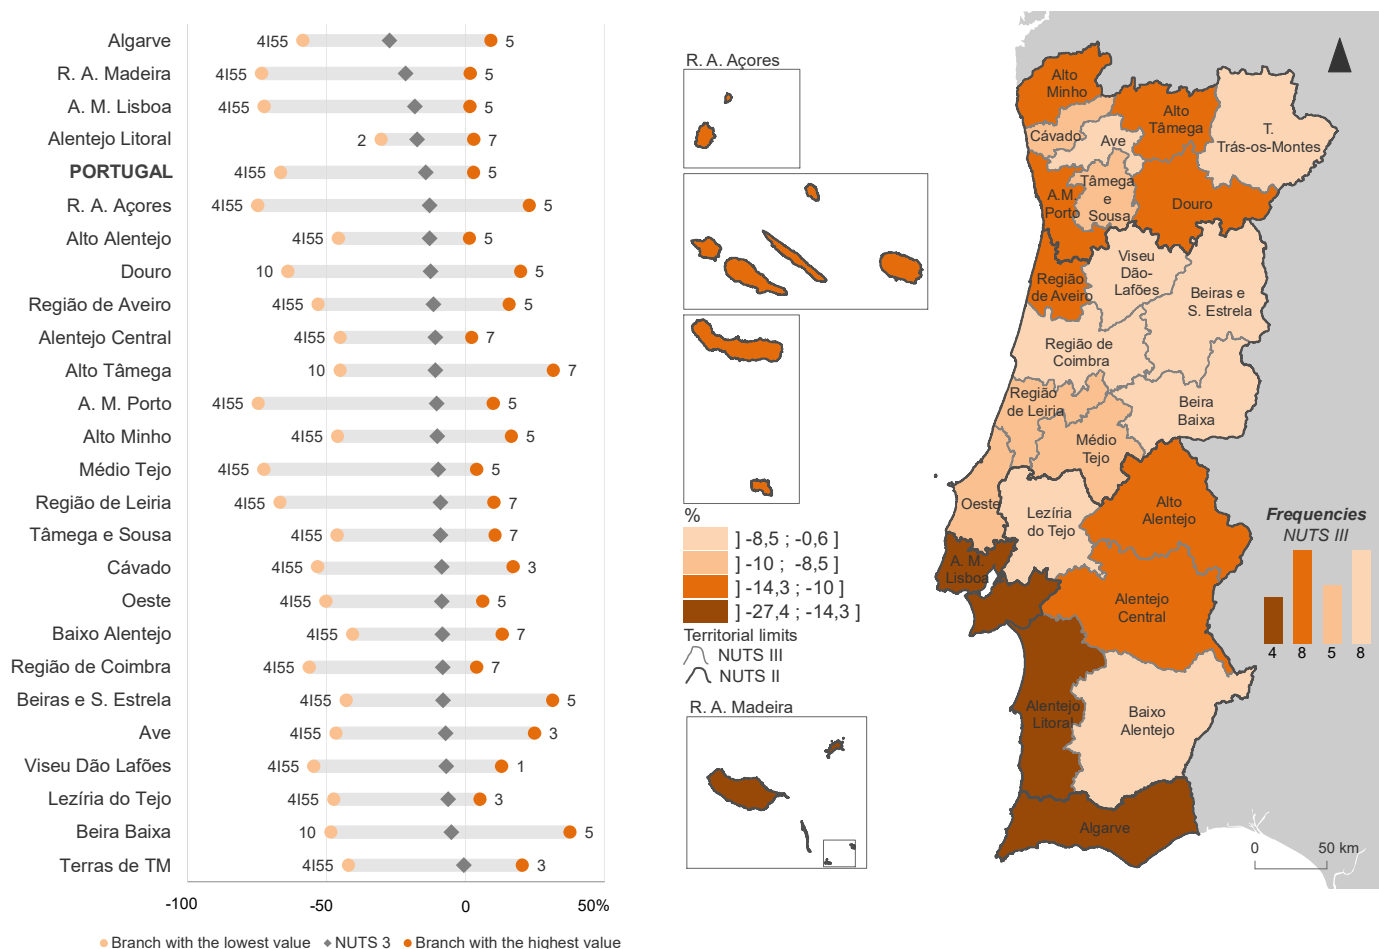 Algarve 4I55 5
R. A. Madeira 4I55 5
A. M. Lisboa 4I55 5
Alentejo Litoral 2 7
PORTUGAL 4I55 5
R. A. Açores 4I55 5
Alto Alentejo 4I55 5
Douro 10 5
Região de Aveiro 4I55 5
Alentejo Central 4I55 7
Alto Tâmega 10 7
A. M. Porto 4I55 5
Alto Minho 4I55 5
Médio Tejo 4I55 5
Região de Leiria 4I55 7
Tâmega e Sousa 4I55 7
Cávado 4I55 3
Oeste 4I55 5
Baixo Alentejo 4I55 7
Região de Coimbra 4I55 7
Beiras e S. Estrela 4I55 5
Ave 4I55 3
Viseu Dão Lafões 4I55 1
Lezíria do Tejo 4I55 3
Beira Baixa 10 5
Terras de TM 4I55 3
-100 -50 0 50%
Branch with the lowest value NUTS 3 Branch with the highest value
R. A. Açores
%
] -8,5 ; -0,6 ]
] -10 ; -8,5 ]
] -14,3 ; -10 ]
] -27,4 ; -14,3 ]
Territorial limits
NUTS III
NUTS II
R. A. Madeira
Alto
Minho
Alto
Tâmega
T.
Trás-os-Montes
Cávado
Ave
Tâmega
e
Sousa
A.M.
Porto
Douro
Viseu
Dão-
Lafões
Região
de Aveiro
Beiras e
S. Estrela
Região de
Coimbra
Região
de Leiria
Beira
Baixa
Médio
Tejo
Oeste
Lezíria
do Tejo
Alto
Alentejo
A. M.
Lisboa
Alentejo
Central
Alentejo
Litoral
Baixo
Alentejo
Algarve
Frequencies
NUTS III
4 8 5 8
0 50 km